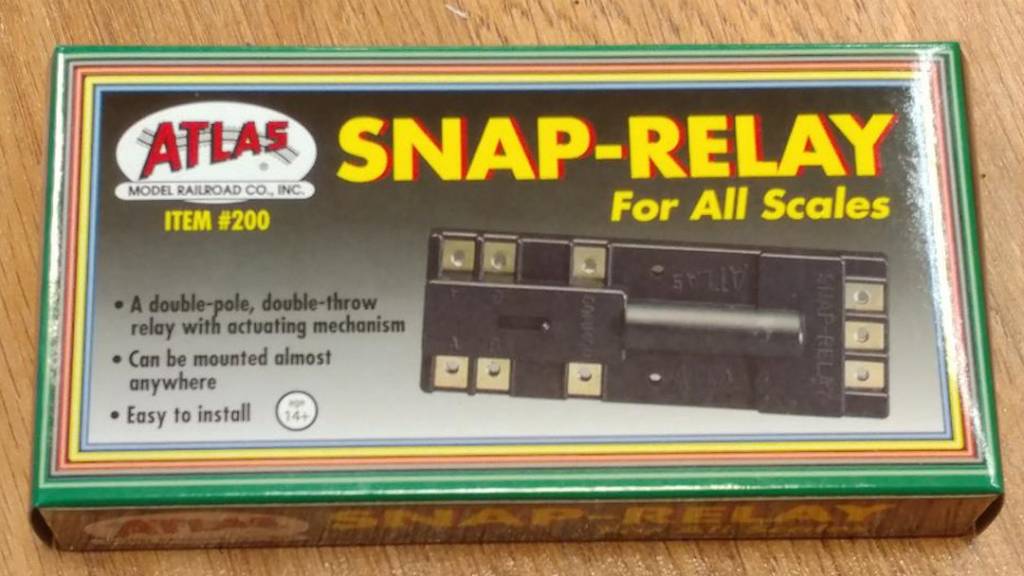 ATLAS®
MODEL RAILROAD CO., INC.
ITEM #200
SNAP-RELAY
For All Scales
• A double-pole, double-throw
relay with actuating mechanism
• Can be mounted almost
anywhere
• Easy to install
age
14+
ATLAS
SNAP-RELAY
ATLAS
SNAP-RELAY